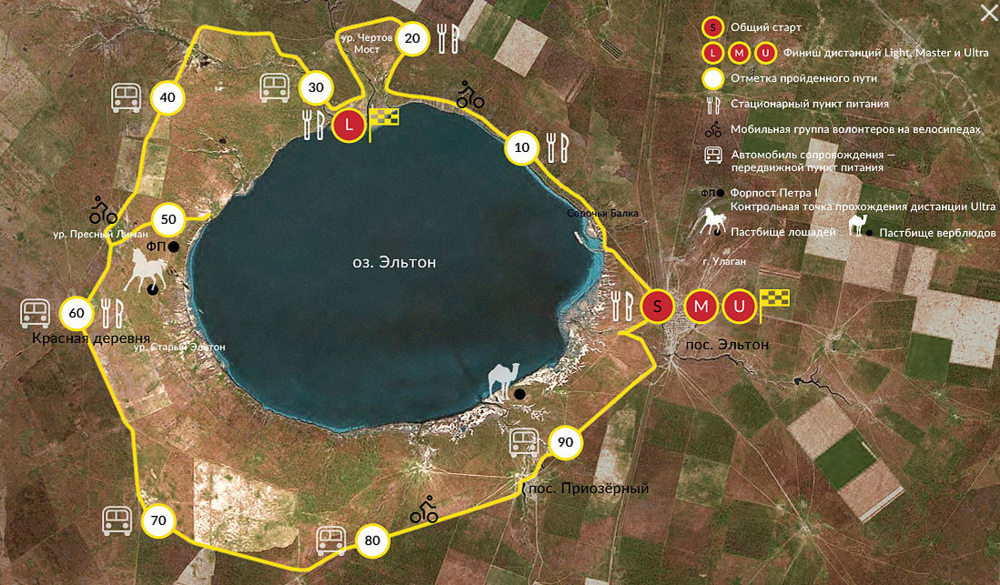 S Общий старт
L M U Финиш дистанций Light, Master и Ultra
Отметка пройденного пути
Стационарный пункт питания
Мобильная группа волонтеров на велосипедах
Автомобиль сопровождения —
передвижной пункт питания
ФП Форпост Петра I
Контрольная точка прохождения дистанции Ultra
Пастбище лошадей
Пастбище верблюдов
ур. Чертов
Мост
20
30
40
L
10
Сорочья Балка
50
ур. Пресный Лиман
ФП
оз. Эльтон
г. Улаган
60
S M U
Красная деревня
ур. Старый Эльтон
пос. Эльтон
90
пос. Приозёрный
70
80